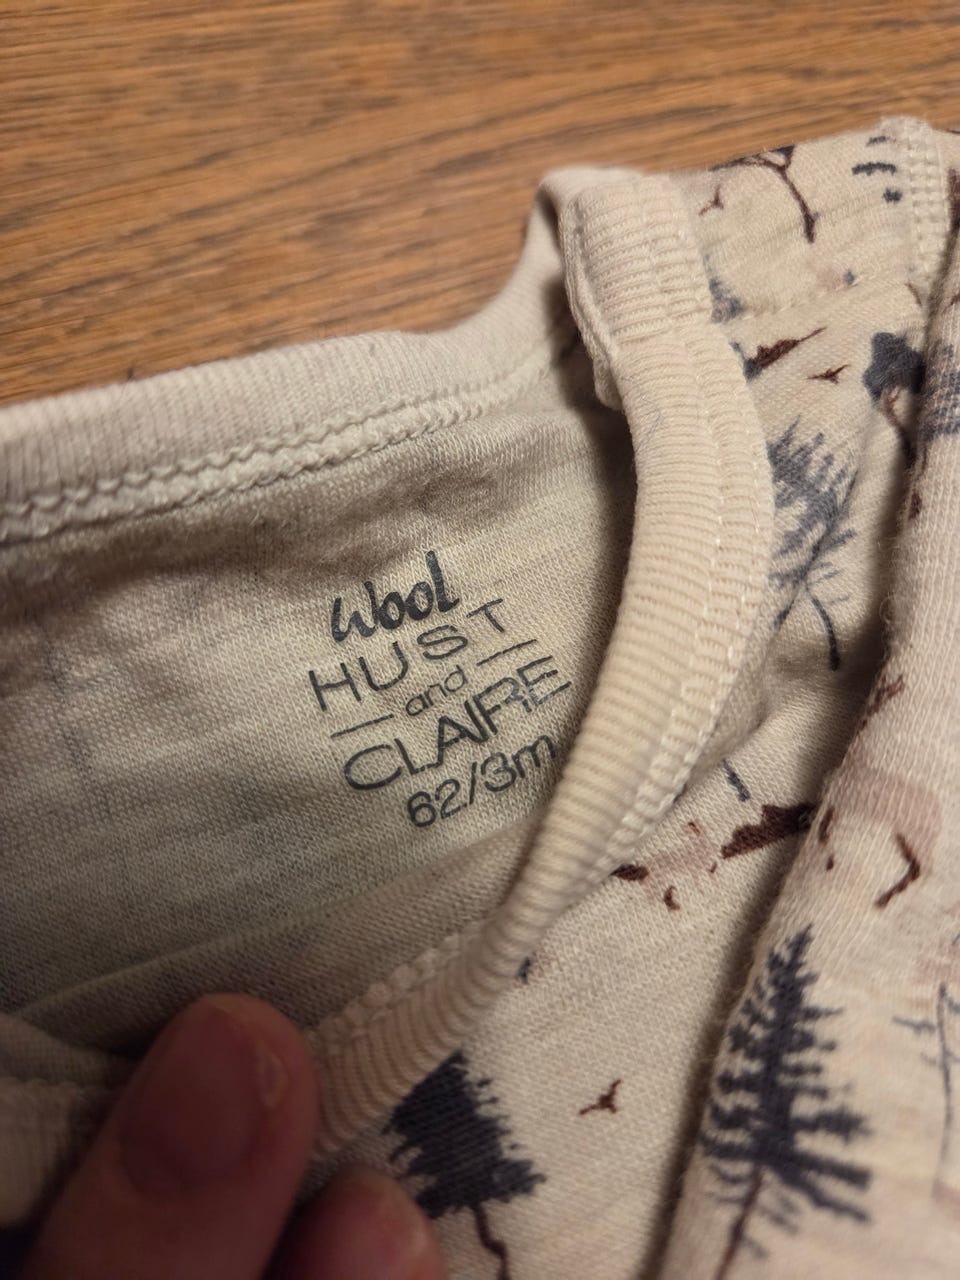 Wool
HUST
and
CLAIRE
62/3m